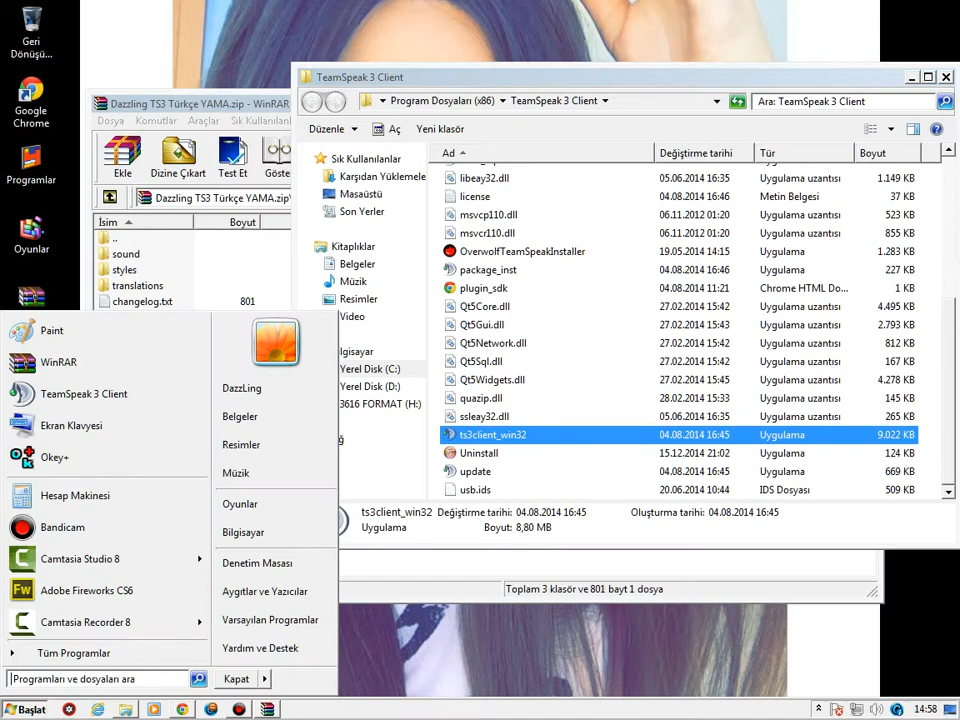 Geri
Dönüşü...
Google
Chrome
Programlar
Oyunlar
Dazzling TS3 Türkçe YAMA.zip - WinRAR
Dosya Komutlar Araçlar Sık Kullanılanl
Ekle Dizine Çıkart Test Et Göste
Dazzling TS3 Türkçe YAMA.zip\
İsim Boyut
..
sound
styles
translations
changelog.txt 801
Toplam 3 klasör ve 801 bayt 1 dosya
TeamSpeak 3 Client
Program Dosyaları (x86) TeamSpeak 3 Client
Ara: TeamSpeak 3 Client
Düzenle Aç Yeni klasör
Sık Kullanılanlar
Karşıdan Yüklemele
Masaüstü
Son Yerler
Kitaplıklar
Belgeler
Müzik
Resimler
Video
lgisayar
Yerel Disk (C:)
Yerel Disk (D:)
3616 FORMAT (H:)
Ad Değiştirme tarihi Tür Boyut
libeay32.dll 05.06.2014 16:35 Uygulama uzantısı 1.149 KB
license 04.08.2014 16:46 Metin Belgesi 37 KB
msvcp110.dll 06.11.2012 01:20 Uygulama uzantısı 523 KB
msvcr110.dll 06.11.2012 01:20 Uygulama uzantısı 855 KB
OverwolfTeamSpeakInstaller 19.05.2014 14:15 Uygulama 1.283 KB
package_inst 04.08.2014 16:46 Uygulama 227 KB
plugin_sdk 04.08.2014 11:21 Chrome HTML Do... 1 KB
Qt5Core.dll 27.02.2014 15:42 Uygulama uzantısı 4.495 KB
Qt5Gui.dll 27.02.2014 15:42 Uygulama uzantısı 2.793 KB
Qt5Network.dll 27.02.2014 15:42 Uygulama uzantısı 812 KB
Qt5Sql.dll 27.02.2014 15:42 Uygulama uzantısı 167 KB
Qt5Widgets.dll 27.02.2014 15:45 Uygulama uzantısı 4.278 KB
quazip.dll 28.02.2014 15:33 Uygulama uzantısı 145 KB
ssleay32.dll 05.06.2014 16:35 Uygulama uzantısı 265 KB
ts3client_win32 04.08.2014 16:45 Uygulama 9.022 KB
Uninstall 15.12.2014 21:02 Uygulama 124 KB
update 04.08.2014 16:45 Uygulama 669 KB
usb.ids 20.06.2014 10:44 IDS Dosyası 509 KB
ts3client_win32 Değiştirme tarihi: 04.08.2014 16:45 Oluşturma tarihi: 04.08.2014 16:45
Uygulama Boyut: 8,80 MB
Paint
WinRAR
TeamSpeak 3 Client
Ekran Klavyesi
Okey+
Hesap Makinesi
Bandicam
Camtasia Studio 8
Adobe Fireworks CS6
Camtasia Recorder 8
Tüm Programlar
Programları ve dosyaları ara
DazzLing
Belgeler
Resimler
Müzik
Oyunlar
Bilgisayar
Denetim Masası
Aygıtlar ve Yazıcılar
Varsayılan Programlar
Yardım ve Destek
Kapat
Başlat
14:58